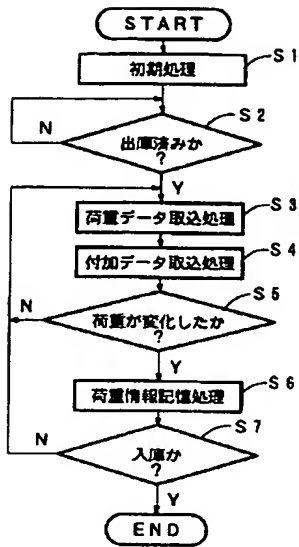 START
初期処理
S1
S2
出庫済みか
?
N
Y
荷重データ取込処理
S3
付加データ取込処理
S4
S5
荷重が変化したか
?
N
Y
荷重情報記憶処理
S6
S7
入庫か
?
N
Y
END